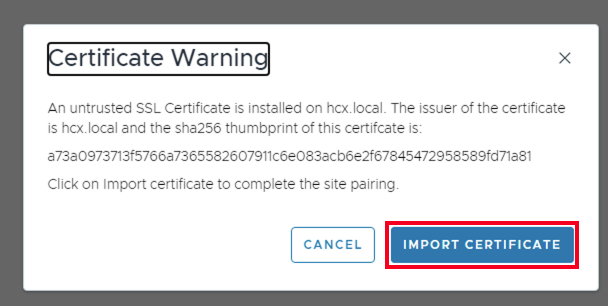 Certificate Warning
An untrusted SSL Certificate is installed on hcx.local. The issuer of the certificate
is hcx.local and the sha256 thumbprint of this certifcate is:
a73a0973713f5766a7365582607911c6e083acb6e2f67845472958589fd71a81
Click on Import certificate to complete the site pairing.
CANCEL
IMPORT CERTIFICATE